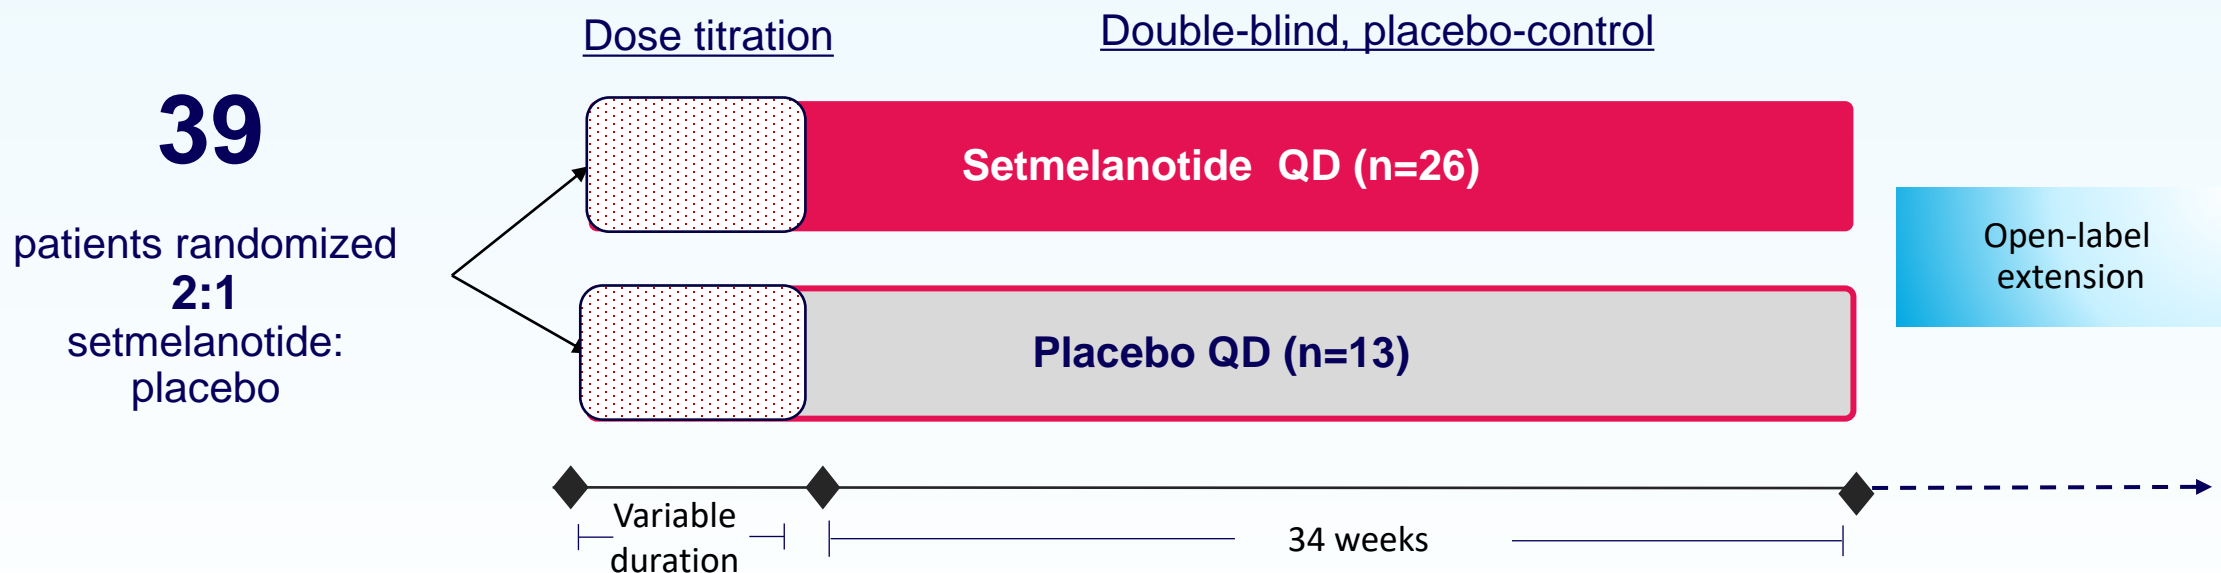 Dose titration
Double-blind, placebo-control
39
patients randomized
2:1
setmelanotide:
placebo
Setmelanotide  QD (n=26)
Placebo QD (n=13)
Open-label
extension
Variable
duration
34 weeks